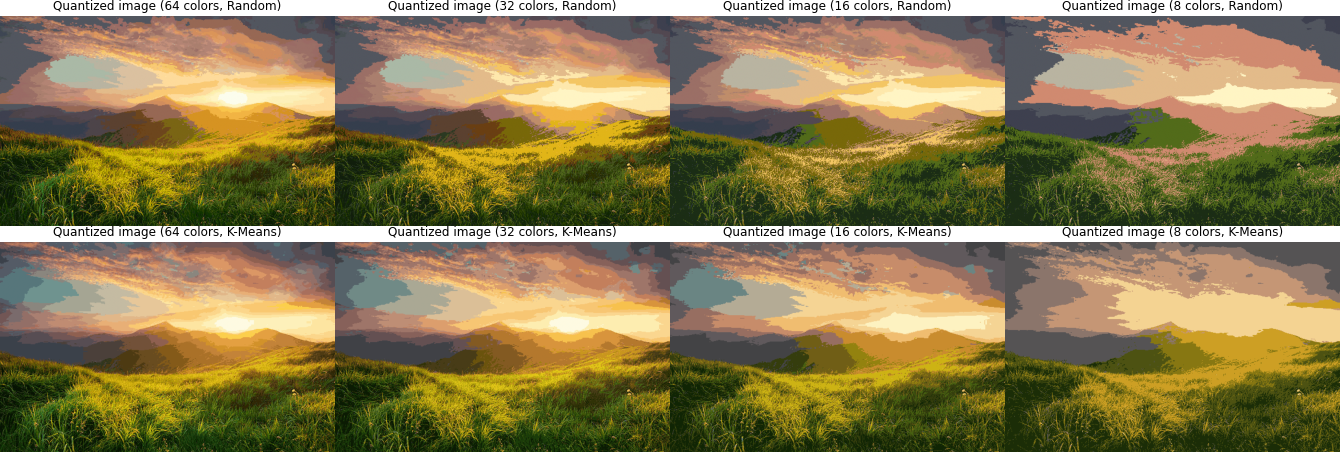 Quantized image (64 colors, Random)
Quantized image (32 colors, Random)
Quantized image (16 colors, Random)
Quantized image (8 colors, Random)
Quantized image (64 colors, K-Means)
Quantized image (32 colors, K-Means)
Quantized image (16 colors, K-Means)
Quantized image (8 colors, K-Means)